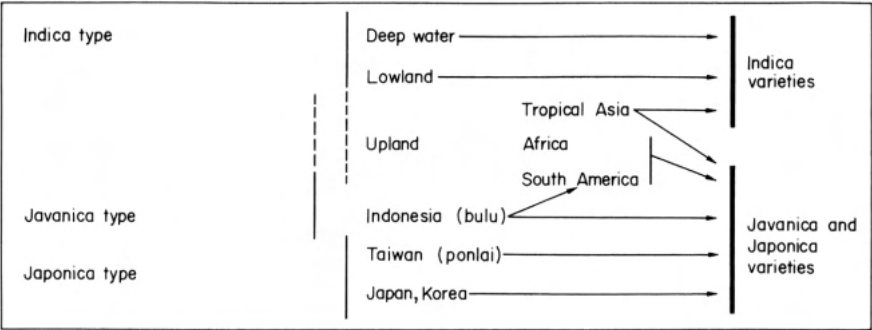 Indica type
Deep water
Lowland
Indica
varieties
Tropical Asia
Upland
Africa
South America
Javanica type
Indonesia (bulu)
Javanica and
Japonica
varieties
Taiwan (ponlai)
Japonica type
Japan, Korea